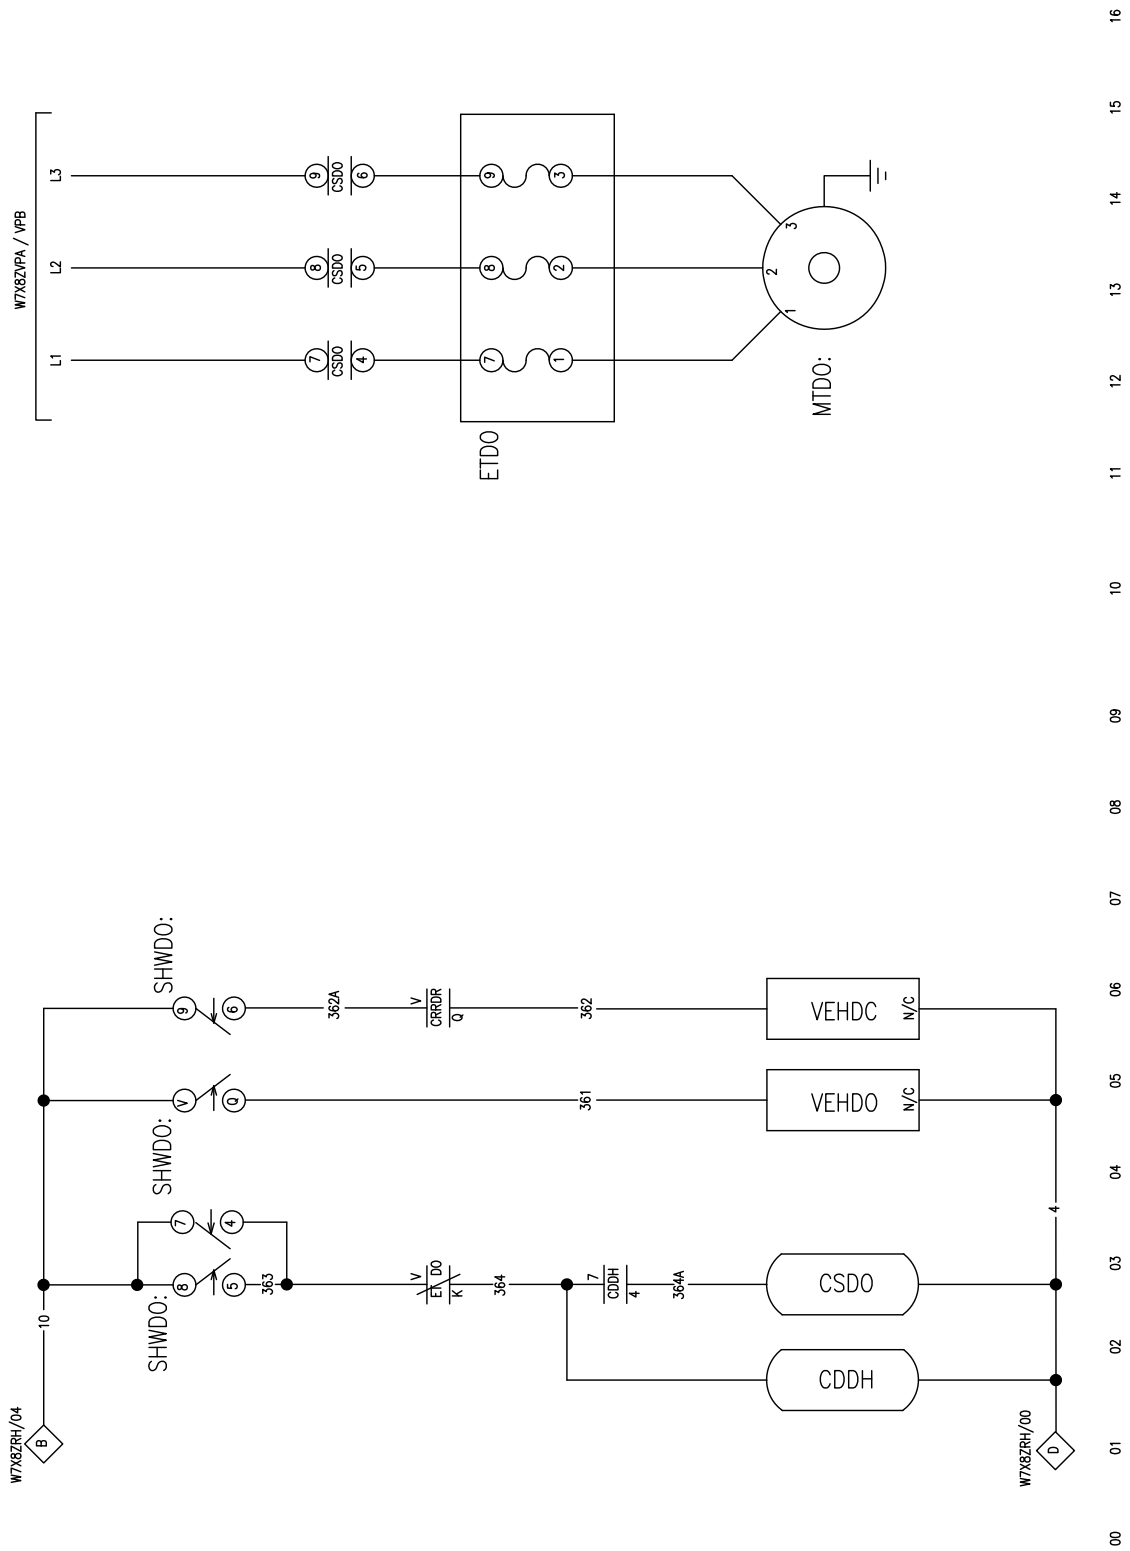 W7X8ZVPA / VPB
L1
L2
L3
7
8
9
CSDO
CSDO
CSDO
4
5
6
ETDO
7
8
9
1
2
3
1
2
3
MTDO:
W7X8ZRH/04
B
10
SHWDO:
8
7
5
4
363
SHWDO:
V
Q
SHWDO:
9
6
362A
V
CRRDR
Q
V
ETDO
K
364
7
CDDH
4
364A
361
362
CDDH
CSDO
VEHDO
N/C
VEHDC
N/C
4
W7X8ZRH/00
D
00
01
02
03
04
05
06
07
08
09
10
11
12
13
14
15
16